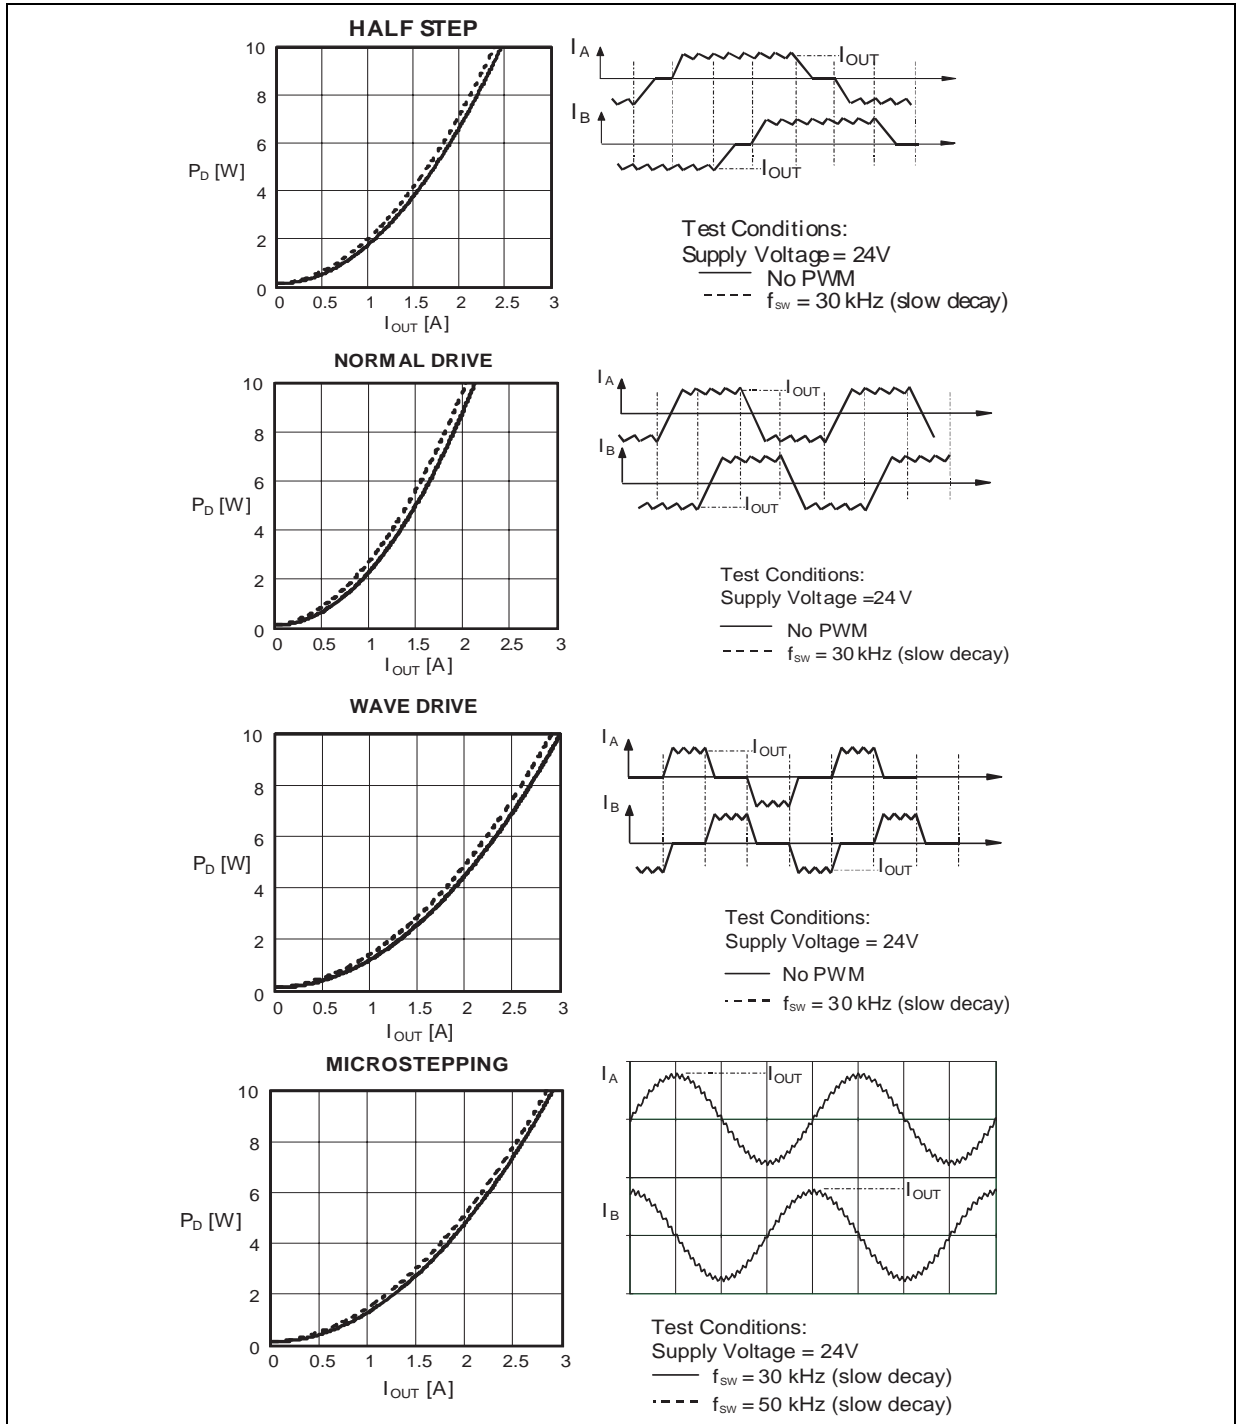 HALF STEP
10
8
6
4
2
0
P_D [W]
0 0.5 1 1.5 2 2.5 3
I_OUT [A]
I_A
I_OUT
I_B
I_OUT
Test Conditions:
Supply Voltage = 24V
No PWM
f_SW = 30 kHz (slow decay)
NORMAL DRIVE
10
8
6
4
2
0
P_D [W]
0 0.5 1 1.5 2 2.5 3
I_OUT [A]
I_A
I_OUT
I_B
I_OUT
Test Conditions:
Supply Voltage =24 V
No PWM
f_SW = 30 kHz (slow decay)
WAVE DRIVE
10
8
6
4
2
0
P_D [W]
0 0.5 1 1.5 2 2.5 3
I_OUT [A]
I_A
I_OUT
I_B
I_OUT
Test Conditions:
Supply Voltage = 24V
No PWM
f_SW = 30 kHz (slow decay)
MICROSTEPPING
10
8
6
4
2
0
P_D [W]
0 0.5 1 1.5 2 2.5 3
I_OUT [A]
I_A
I_OUT
I_B
I_OUT
Test Conditions:
Supply Voltage = 24V
f_SW = 30 kHz (slow decay)
f_SW = 50 kHz (slow decay)